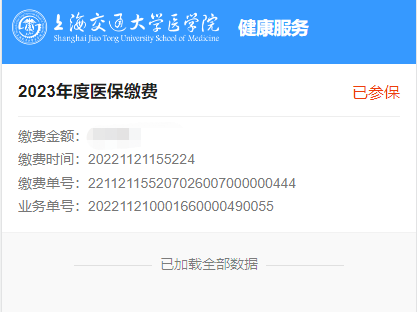 上海交通大学医学院
Shanghai Jiao Tong University School of Medicine
健康服务
2023年度医保缴费
已参保
缴费金额：
缴费时间：20221121155224
缴费单号：221121155207026007000000444
业务单号：202211210001660000490055
已加载全部数据